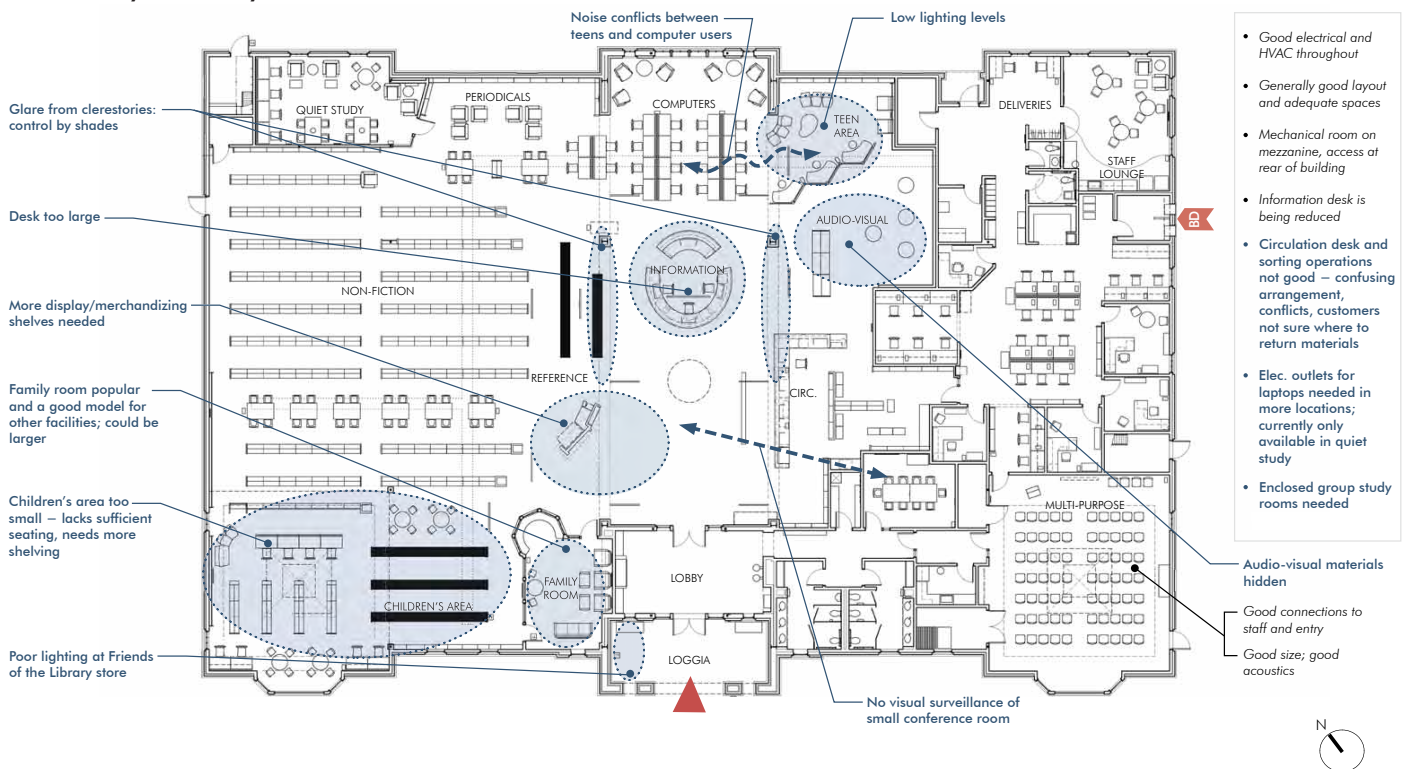 Noise conflicts between
teens and computer users
Low lighting levels
Glare from clerestories:
control by shades
Desk too large
More display/merchandizing
shelves needed
Family room popular
and a good model for
other facilities; could be
larger
Children's area too
small – lacks sufficient
seating, needs more
shelving
Poor lighting at Friends
of the Library store
QUIET STUDY
PERIODICALS
COMPUTERS
TEEN
AREA
DELIVERIES
STAFF
LOUNGE
AUDIO-VISUAL
INFORMATION
NON-FICTION
REFERENCE
CIRC.
MULTI-PURPOSE
FAMILY
ROOM
LOBBY
CHILDREN'S AREA
LOGGIA
BD
• Good electrical and
HVAC throughout
• Generally good layout
and adequate spaces
• Mechanical room on
mezzanine, access at
rear of building
• Information desk is
being reduced
• Circulation desk and
sorting operations
not good – confusing
arrangement,
conflicts, customers
not sure where to
return materials
• Elec. outlets for
laptops needed in
more locations;
currently only
available in quiet
study
• Enclosed group study
rooms needed
Audio-visual materials
hidden
Good connections to
staff and entry
Good size; good
acoustics
No visual surveillance of
small conference room
N